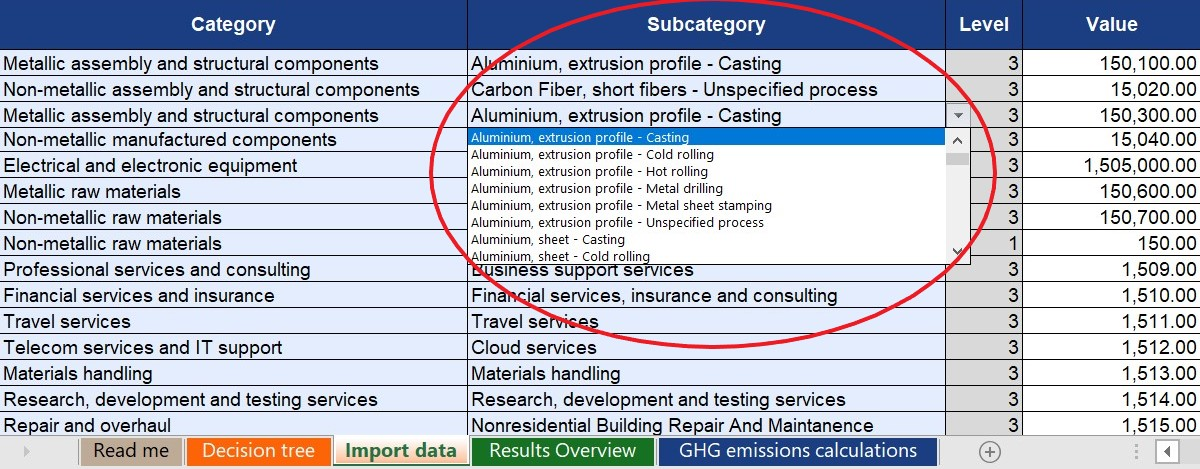 Category Subcategory Level Value
Metallic assembly and structural components Aluminium, extrusion profile - Casting 3 150,100.00
Non-metallic assembly and structural components Carbon Fiber, short fibers - Unspecified process 3 15,020.00
Metallic assembly and structural components Aluminium, extrusion profile - Casting 3 150,300.00
Non-metallic manufactured components Aluminium, extrusion profile - Casting 3 15,040.00
Aluminium, extrusion profile - Cold rolling
Electrical and electronic equipment Aluminium, extrusion profile - Hot rolling 3 1,505,000.00
Metallic raw materials Aluminium, extrusion profile - Metal drilling 3 150,600.00
Aluminium, extrusion profile - Metal sheet stamping
Non-metallic raw materials Aluminium, extrusion profile - Unspecified process 3 150,700.00
Non-metallic raw materials Aluminium, sheet - Casting 1 150.00
Aluminium, sheet - Cold rolling
Professional services and consulting Business support services 3 1,509.00
Financial services and insurance Financial services, insurance and consulting 3 1,510.00
Travel services Travel services 3 1,511.00
Telecom services and IT support Cloud services 3 1,512.00
Materials handling Materials handling 3 1,513.00
Research, development and testing services Research, development and testing services 3 1,514.00
Repair and overhaul Nonresidential Building Repair And Maintanence 3 1,515.00
Read me Decision tree Import data Results Overview GHG emissions calculations